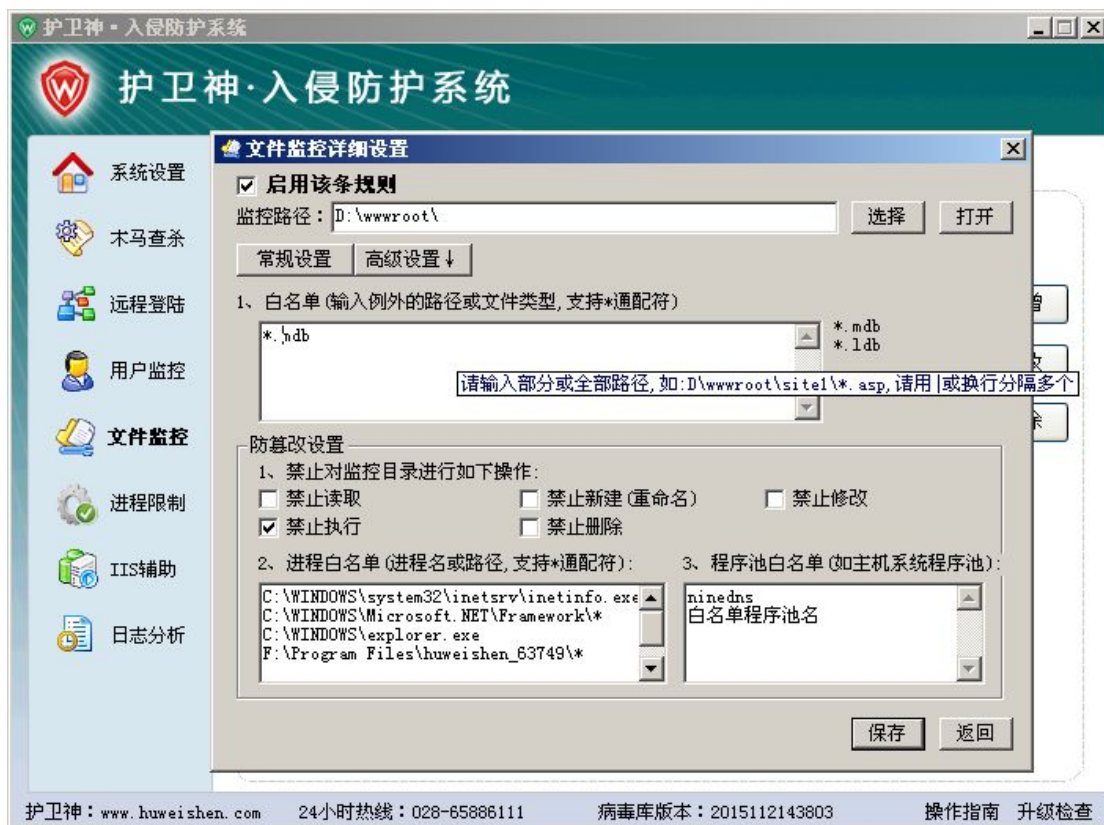 护卫神·入侵防护系统
护卫神·入侵防护系统
系统设置
木马查杀
远程登陆
用户监控
文件监控
进程限制
IIS辅助
日志分析
文件监控详细设置
启用该条规则
监控路径：D:\wwwroot\
选择
打开
常规设置
高级设置↓
1、白名单(输入例外的路径或文件类型,支持*通配符)
*.mdb
*.mdb
*.ldb
请输入部分或全部路径,如:D\wwwroot\site1\*.asp,请用|或换行分隔多个
防篡改设置
1、禁止对监控目录进行如下操作:
禁止读取
禁止新建(重命名)
禁止修改
禁止执行
禁止删除
2、进程白名单(进程名或路径,支持*通配符):
C:\WINDOWS\system32\inetsrv\inetinfo.exe
C:\WINDOWS\Microsoft.NET\Framework\*
C:\WINDOWS\explorer.exe
F:\Program Files\huweishen_63749\*
3、程序池白名单(如主机系统程序池):
ninedns
白名单程序池名
保存
返回
护卫神：www.huweishen.com
24小时热线：028-65886111
病毒库版本：2015112143803
操作指南
升级检查